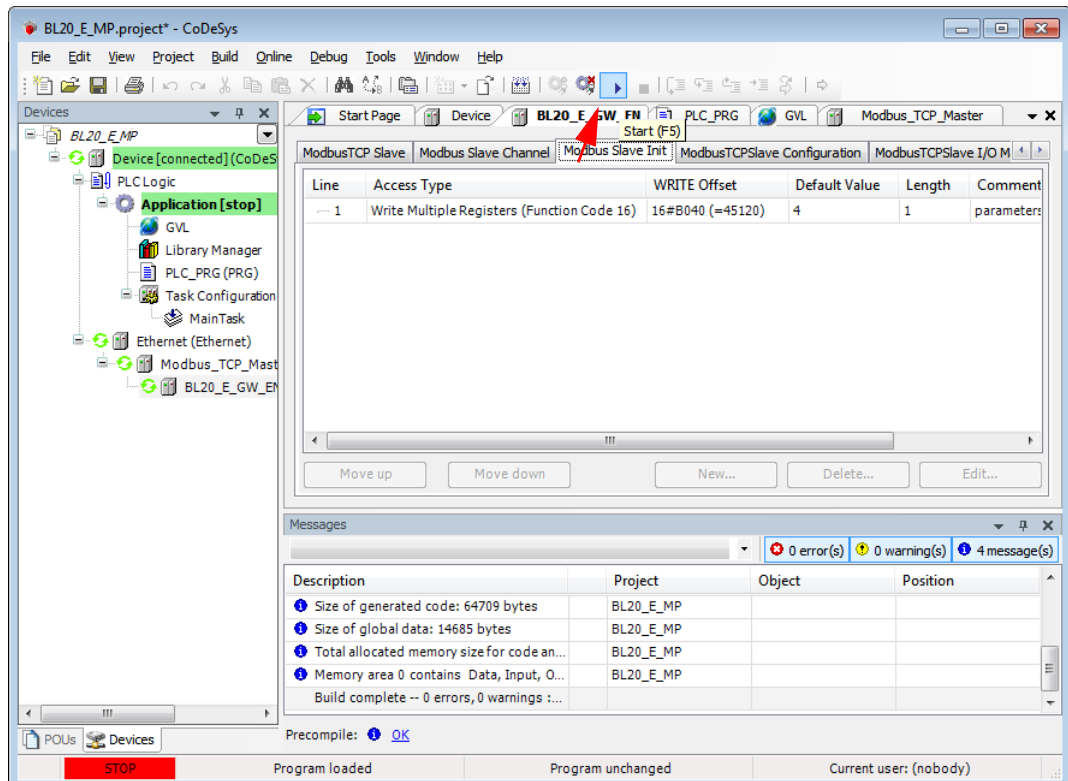 BL20_E_MP.project* - CoDeSys
File Edit View Project Build Online Debug Tools Window Help
Devices
BL20_E_MP
Device [connected] (CoDeS
PLC Logic
Application [stop]
GVL
Library Manager
PLC_PRG (PRG)
Task Configuration
MainTask
Ethernet (Ethernet)
Modbus_TCP_Mast
BL20_E_GW_EN
POUs Devices
Start Page Device BL20_E_GW_EN PLC_PRG GVL Modbus_TCP_Master
Start (F5)
ModbusTCP Slave Modbus Slave Channel Modbus Slave Init ModbusTCPSlave Configuration ModbusTCPSlave I/O M
Line Access Type WRITE Offset Default Value Length Comment
1 Write Multiple Registers (Function Code 16) 16#B040 (=45120) 4 1 parameters
Move up Move down New... Delete... Edit...
Messages
0 error(s) 0 warning(s) 4 message(s)
Description Project Object Position
Size of generated code: 64709 bytes BL20_E_MP
Size of global data: 14685 bytes BL20_E_MP
Total allocated memory size for code an... BL20_E_MP
Memory area 0 contains Data, Input, O... BL20_E_MP
Build complete -- 0 errors, 0 warnings :...
Precompile: OK
STOP Program loaded Program unchanged Current user: (nobody)